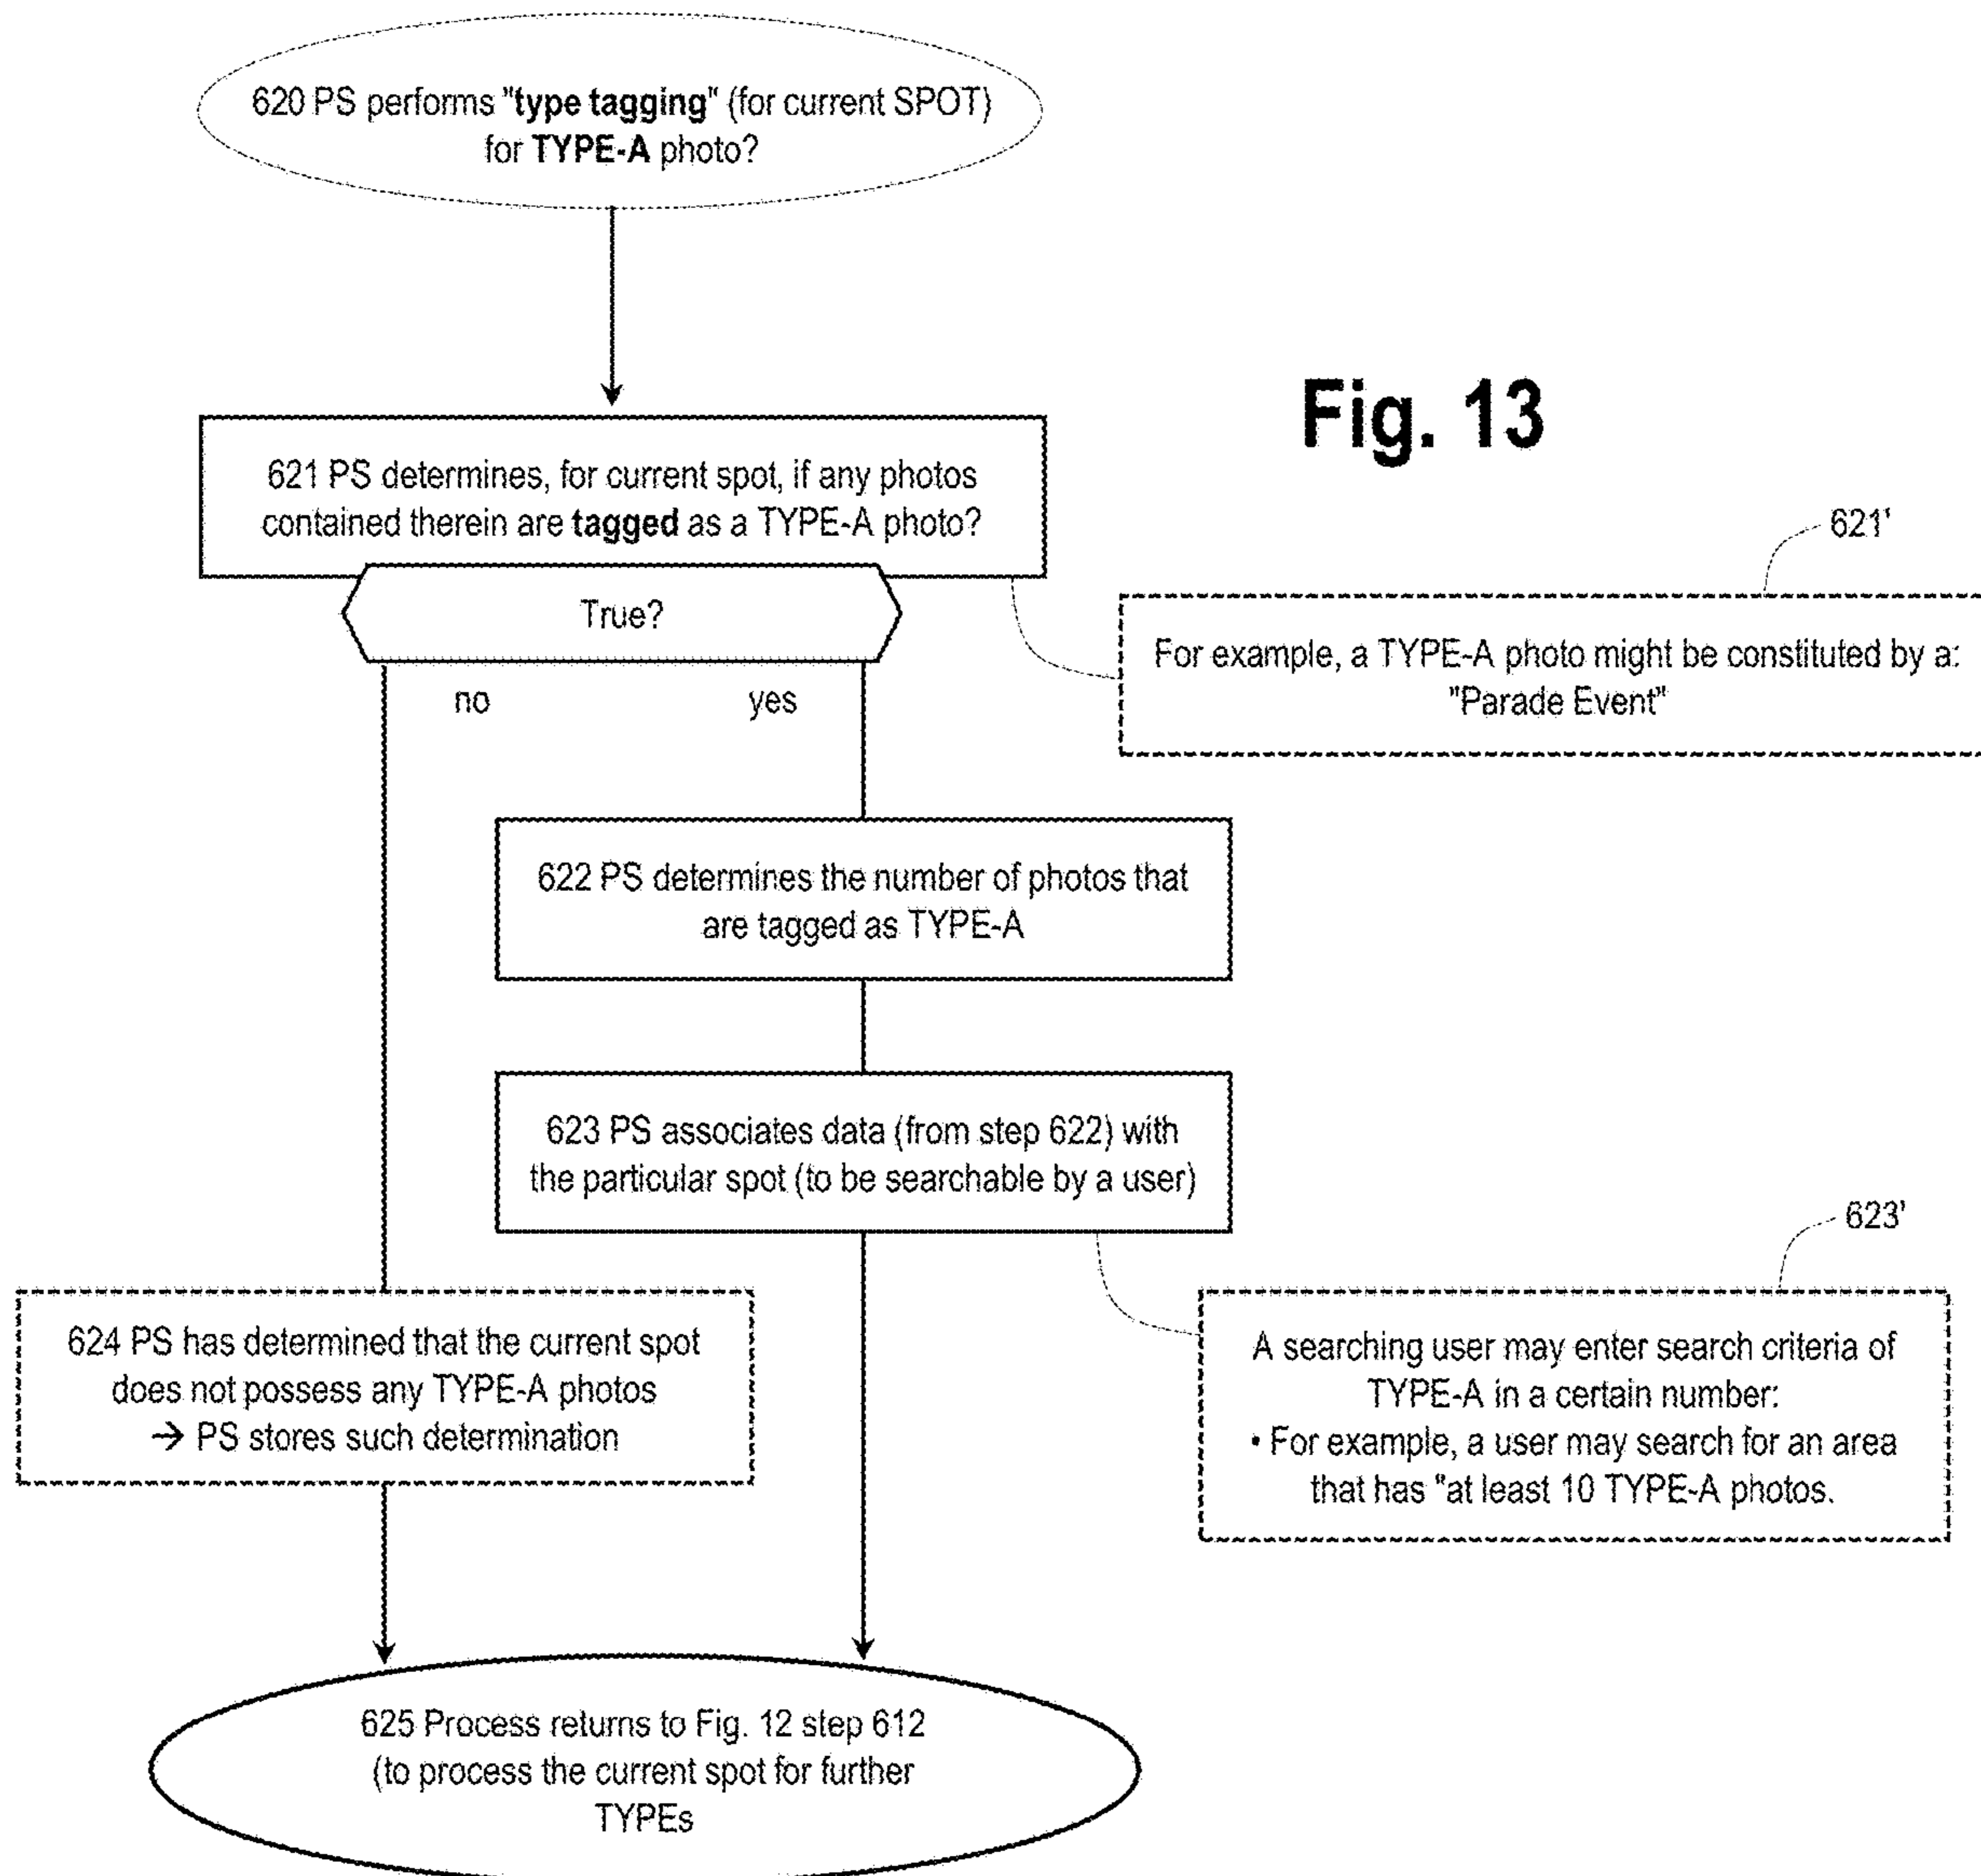 620 PS performs "type tagging" (for current SPOT)
for TYPE-A photo?
Fig. 13
621 PS determines, for current spot, if any photos
contained therein are tagged as a TYPE-A photo?
True?
no
yes
621'
For example, a TYPE-A photo might be constituted by a:
"Parade Event"
622 PS determines the number of photos that
are tagged as TYPE-A
623 PS associates data (from step 622) with
the particular spot (to be searchable by a user)
623'
A searching user may enter search criteria of
TYPE-A in a certain number:
• For example, a user may search for an area
that has "at least 10 TYPE-A photos.
624 PS has determined that the current spot
does not possess any TYPE-A photos
→ PS stores such determination
625 Process returns to Fig. 12 step 612
(to process the current spot for further
TYPEs